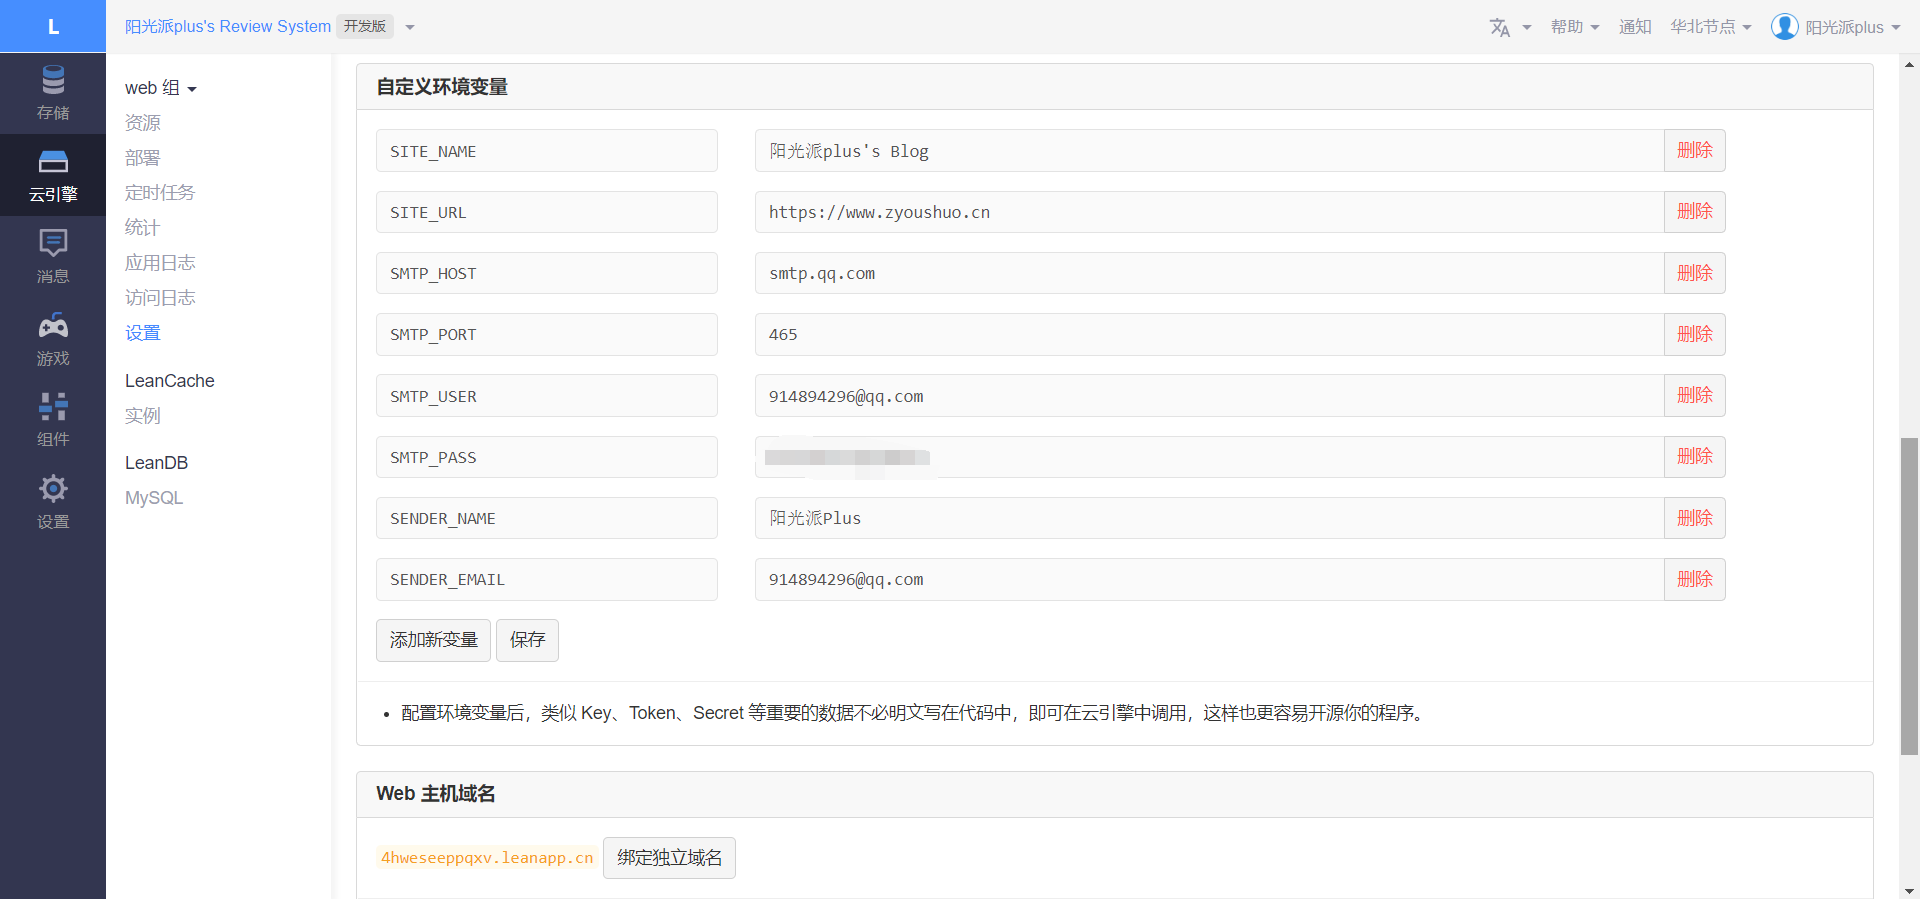 L
阳光派plus's Review System 开发版
帮助 通知 华北节点 阳光派plus
存储
云引擎
消息
游戏
组件
设置
web 组
资源
部署
定时任务
统计
应用日志
访问日志
设置
LeanCache
实例
LeanDB
MySQL
自定义环境变量
SITE_NAME 阳光派plus's Blog 删除
SITE_URL https://www.zyoushuo.cn 删除
SMTP_HOST smtp.qq.com 删除
SMTP_PORT 465 删除
SMTP_USER 914894296@qq.com 删除
SMTP_PASS 删除
SENDER_NAME 阳光派Plus 删除
SENDER_EMAIL 914894296@qq.com 删除
添加新变量 保存
• 配置环境变量后，类似 Key、Token、Secret 等重要的数据不必明文写在代码中，即可在云引擎中调用，这样也更容易开源你的程序。
Web 主机域名
4hweseeppqxv.leanapp.cn 绑定独立域名